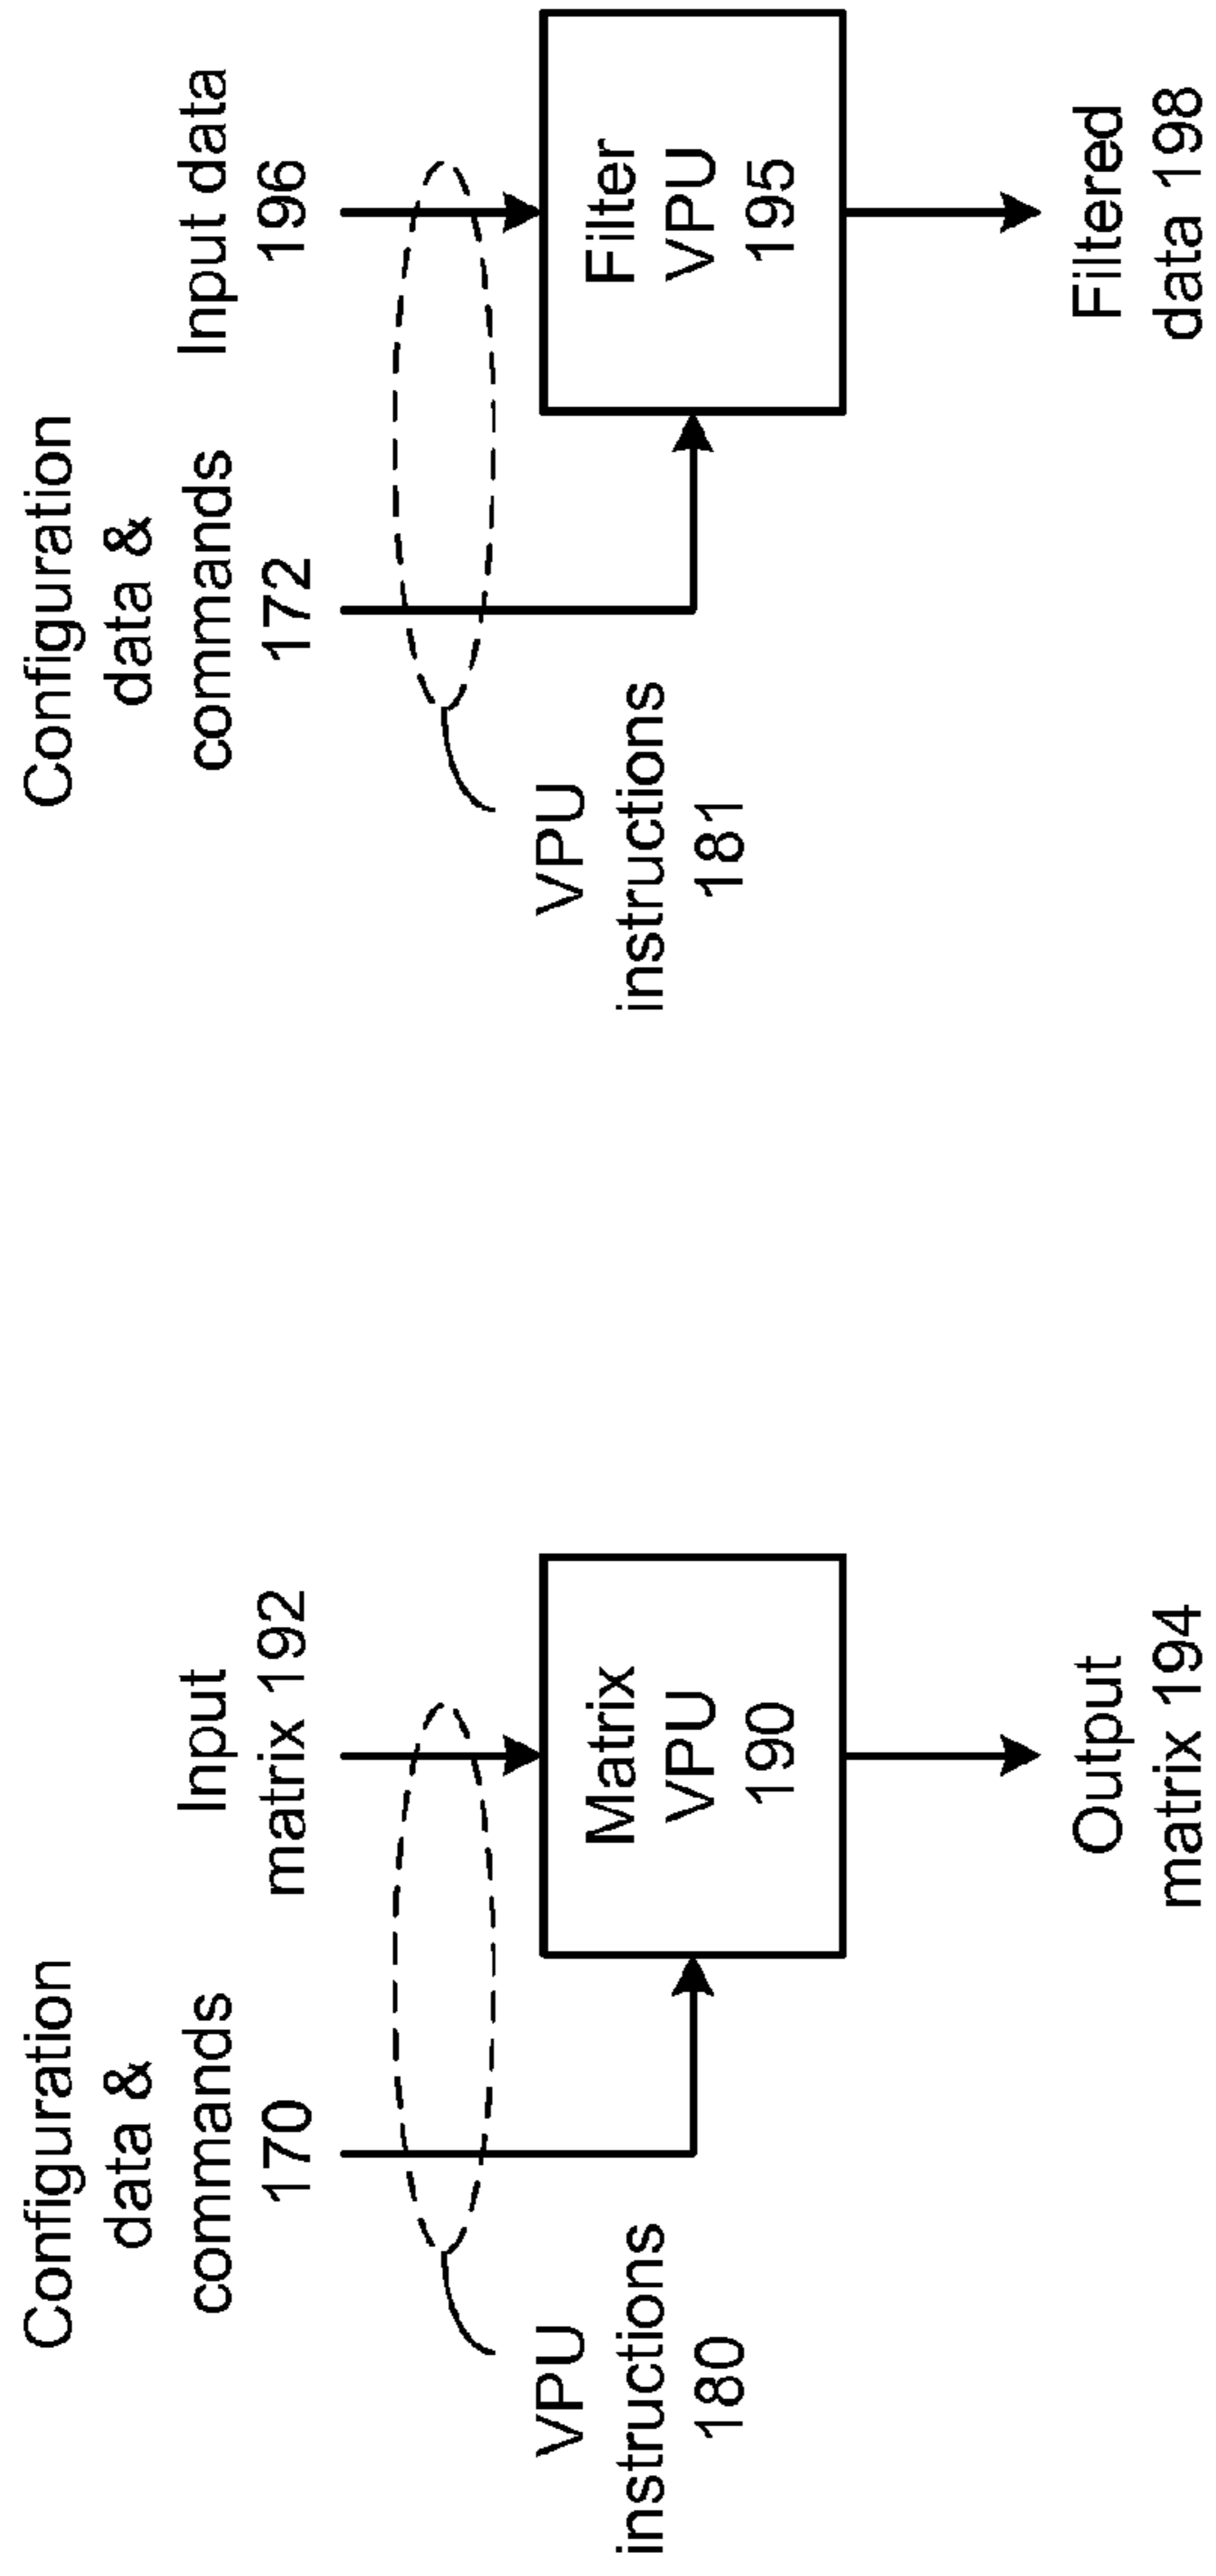 Configuration
data &
commands
170
Input
matrix 192
VPU
instructions
180
Matrix
VPU
190
Output
matrix 194
Configuration
data &
commands
172
Input data
196
VPU
instructions
181
Filter
VPU
195
Filtered
data 198